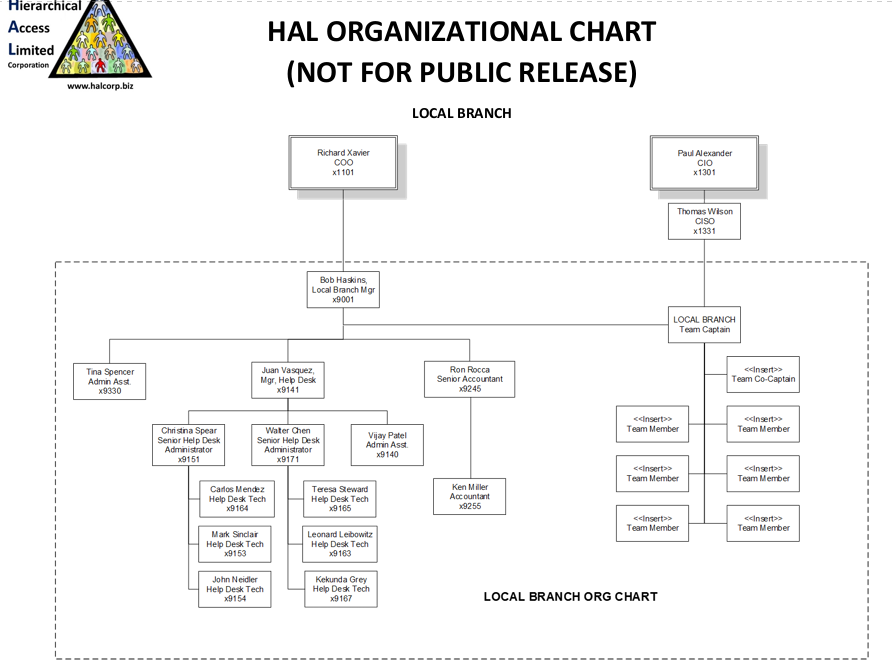 Hierarchical
Access
Limited
Corporation
www.halcorp.biz
HAL ORGANIZATIONAL CHART
(NOT FOR PUBLIC RELEASE)
LOCAL BRANCH
Richard Xavier
COO
x1101
Paul Alexander
CIO
x1301
Thomas Wilson
CISO
x1331
Bob Haskins,
Local Branch Mgr
x9001
LOCAL BRANCH
Team Captain
Tina Spencer
Admin Asst.
x9330
Juan Vasquez,
Mgr, Help Desk
x9141
Ron Rocca
Senior Accountant
x9245
<<Insert>>
Team Co-Captain
Christina Spear
Senior Help Desk
Administrator
x9151
Walter Chen
Senior Help Desk
Administrator
x9171
Vijay Patel
Admin Asst.
x9140
<<Insert>>
Team Member
<<Insert>>
Team Member
Carlos Mendez
Help Desk Tech
x9164
Teresa Steward
Help Desk Tech
x9165
Ken Miller
Accountant
x9255
<<Insert>>
Team Member
<<Insert>>
Team Member
Mark Sinclair
Help Desk Tech
x9153
Leonard Leibowitz
Help Desk Tech
x9163
<<Insert>>
Team Member
<<Insert>>
Team Member
John Neidler
Help Desk Tech
x9154
Kekunda Grey
Help Desk Tech
x9167
LOCAL BRANCH ORG CHART